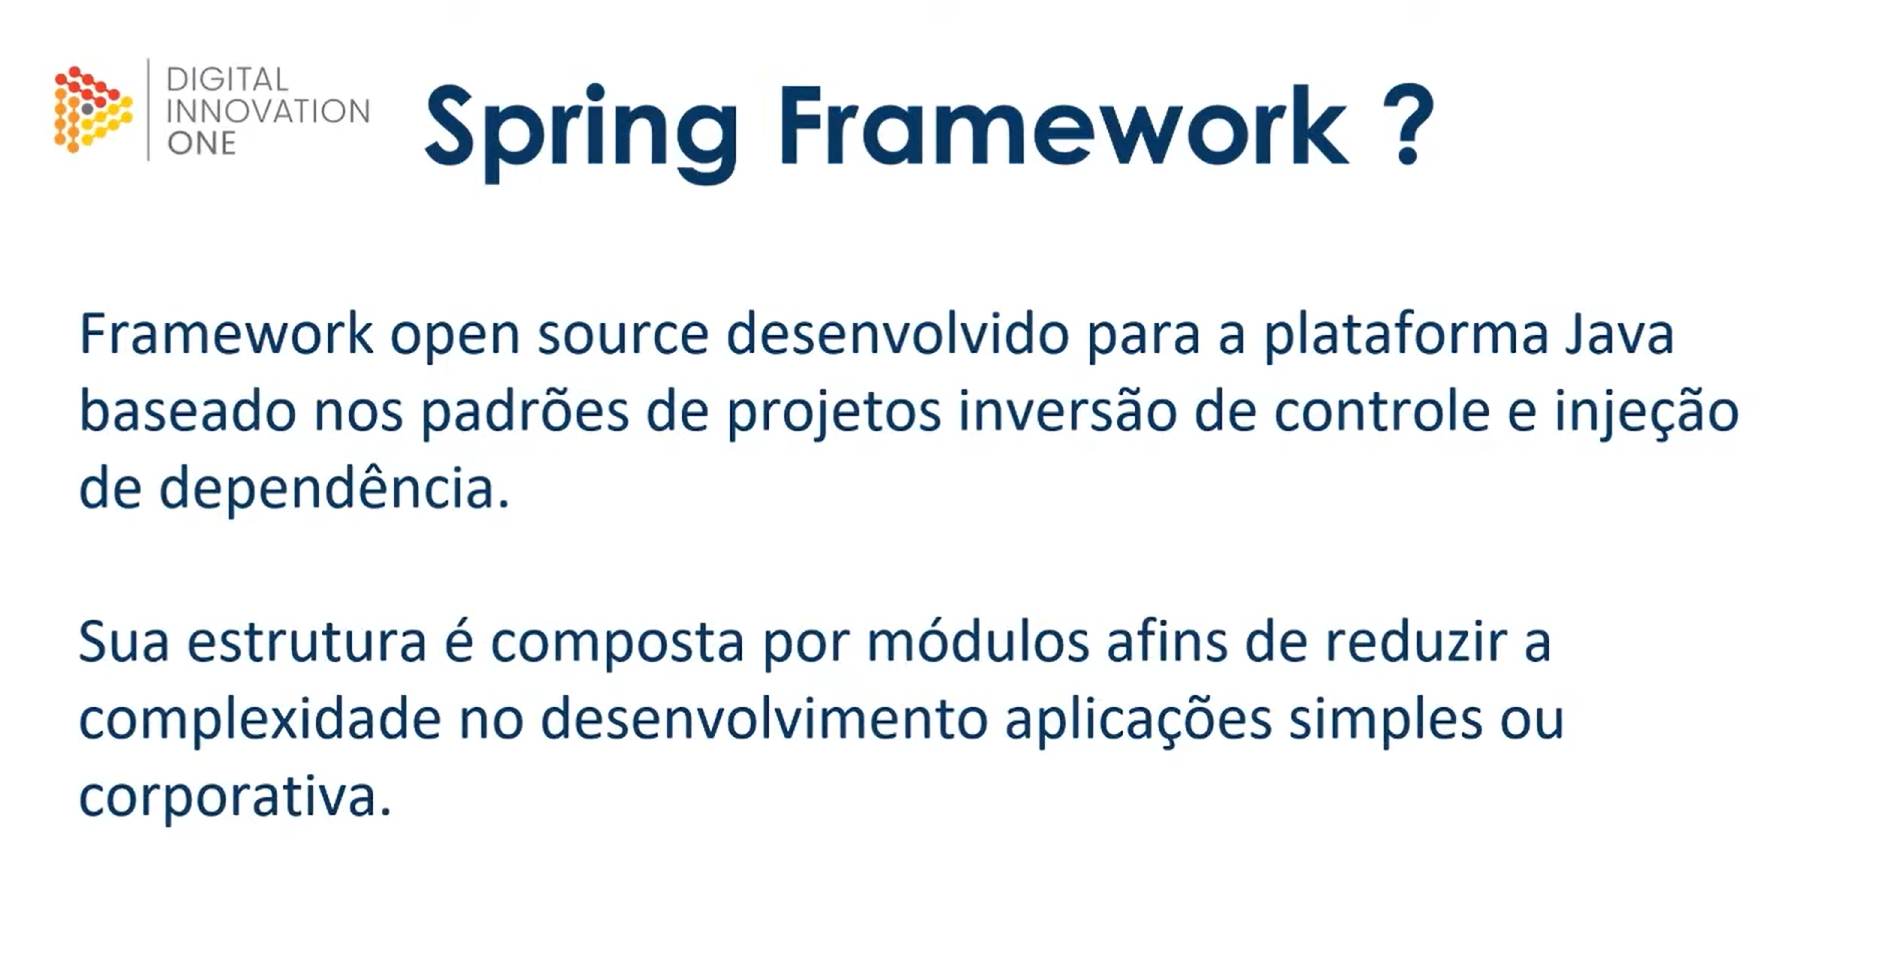 DIGITAL
INNOVATION
ONE
Spring Framework ?
Framework open source desenvolvido para a plataforma Java
baseado nos padrões de projetos inversão de controle e injeção
de dependência.
Sua estrutura é composta por módulos afins de reduzir a
complexidade no desenvolvimento aplicações simples ou
corporativa.